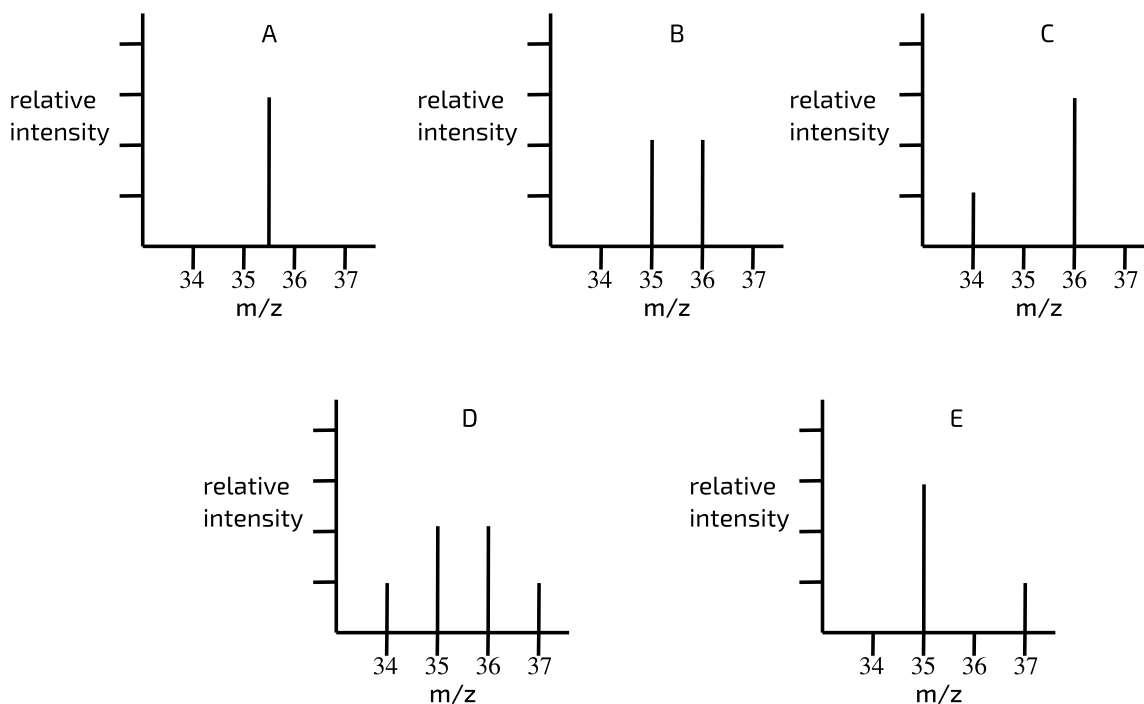 A
relative
intensity
34 35 36 37
m/z
B
relative
intensity
34 35 36 37
m/z
C
relative
intensity
34 35 36 37
m/z
D
relative
intensity
34 35 36 37
m/z
E
relative
intensity
34 35 36 37
m/z